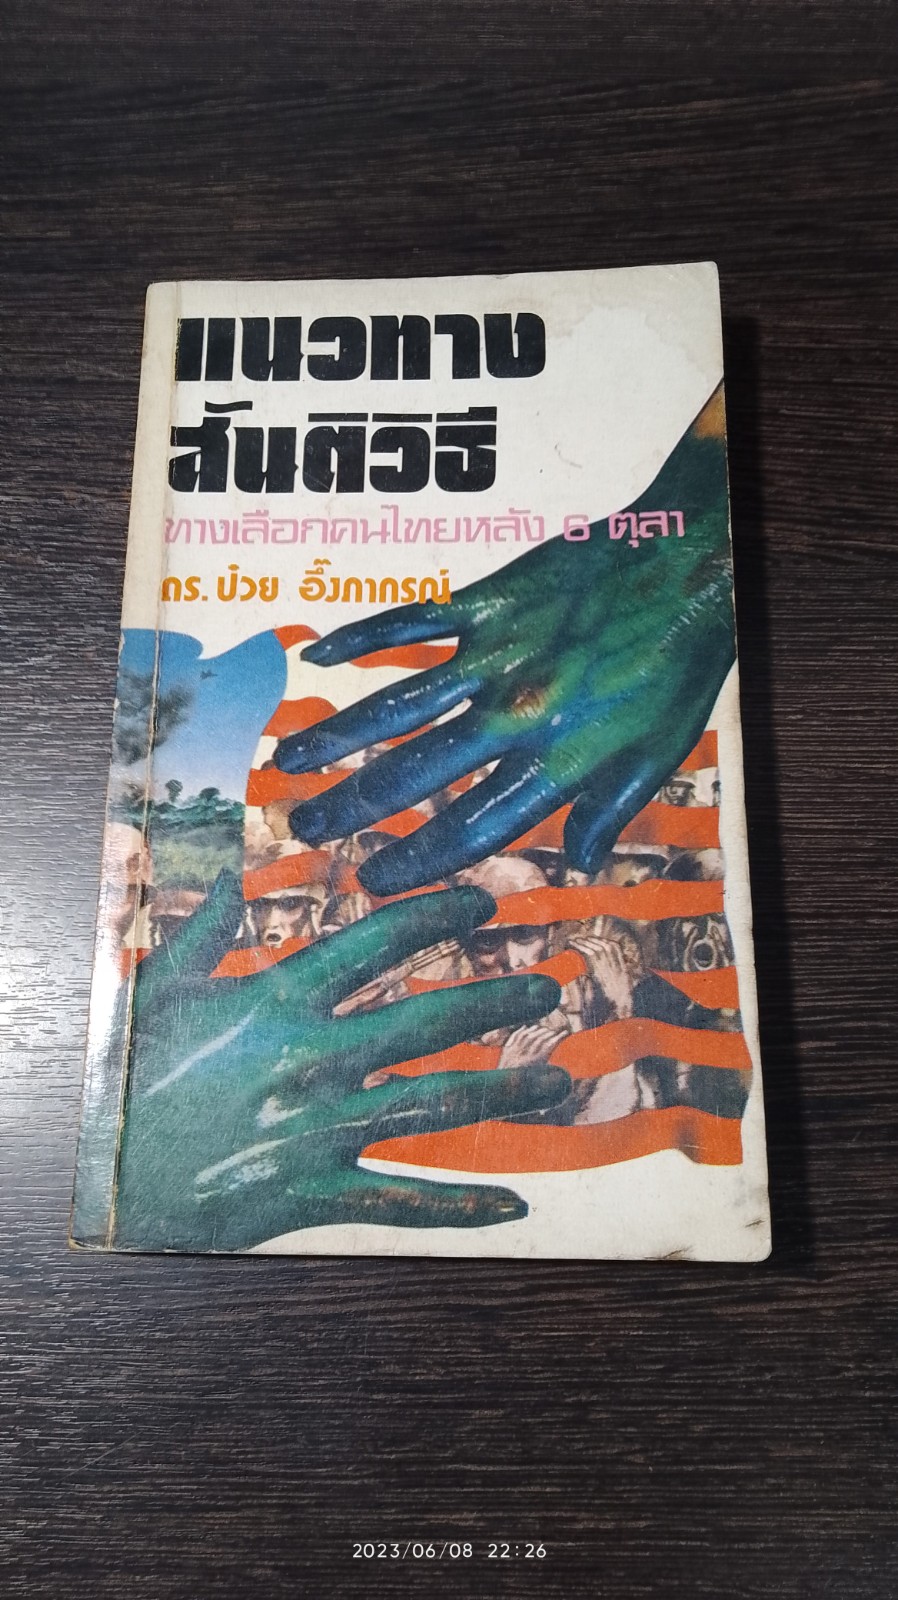 แนวทาง
สันติวิธี
ทางเลือกคนไทยหลัง 6 ตุลา
ดร. ป๋วย อึ๊งภากรณ์
2023/06/08 22:26